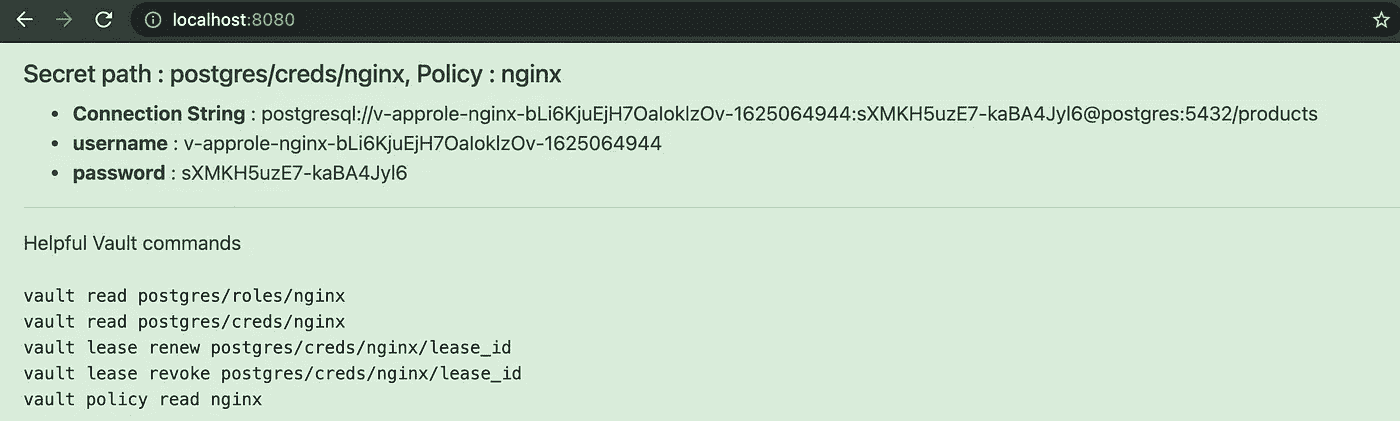 localhost:8080
Secret path : postgres/creds/nginx, Policy : nginx
• Connection String : postgresql://v-approle-nginx-bLi6KjuEjH7OaIoklzOv-1625064944:sXMKH5uzE7-kaBA4Jyl6@postgres:5432/products
• username : v-approle-nginx-bLi6KjuEjH7OaIoklzOv-1625064944
• password : sXMKH5uzE7-kaBA4Jyl6
Helpful Vault commands
vault read postgres/roles/nginx
vault read postgres/creds/nginx
vault lease renew postgres/creds/nginx/lease_id
vault lease revoke postgres/creds/nginx/lease_id
vault policy read nginx